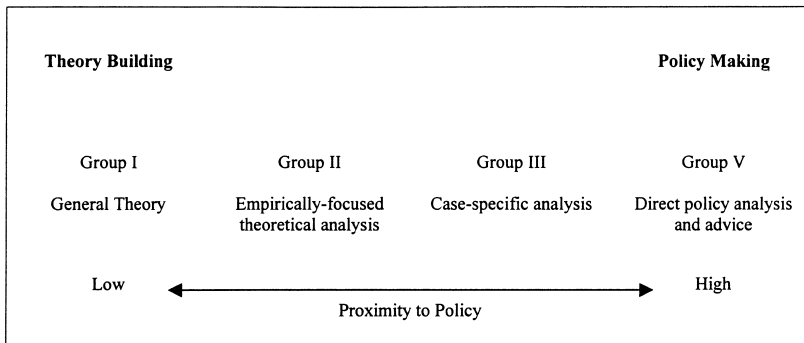 Theory Building Policy Making
Group I Group II Group III Group V
General Theory Empirically-focused Case-specific analysis Direct policy analysis
theoretical analysis and advice
Low High
Proximity to Policy